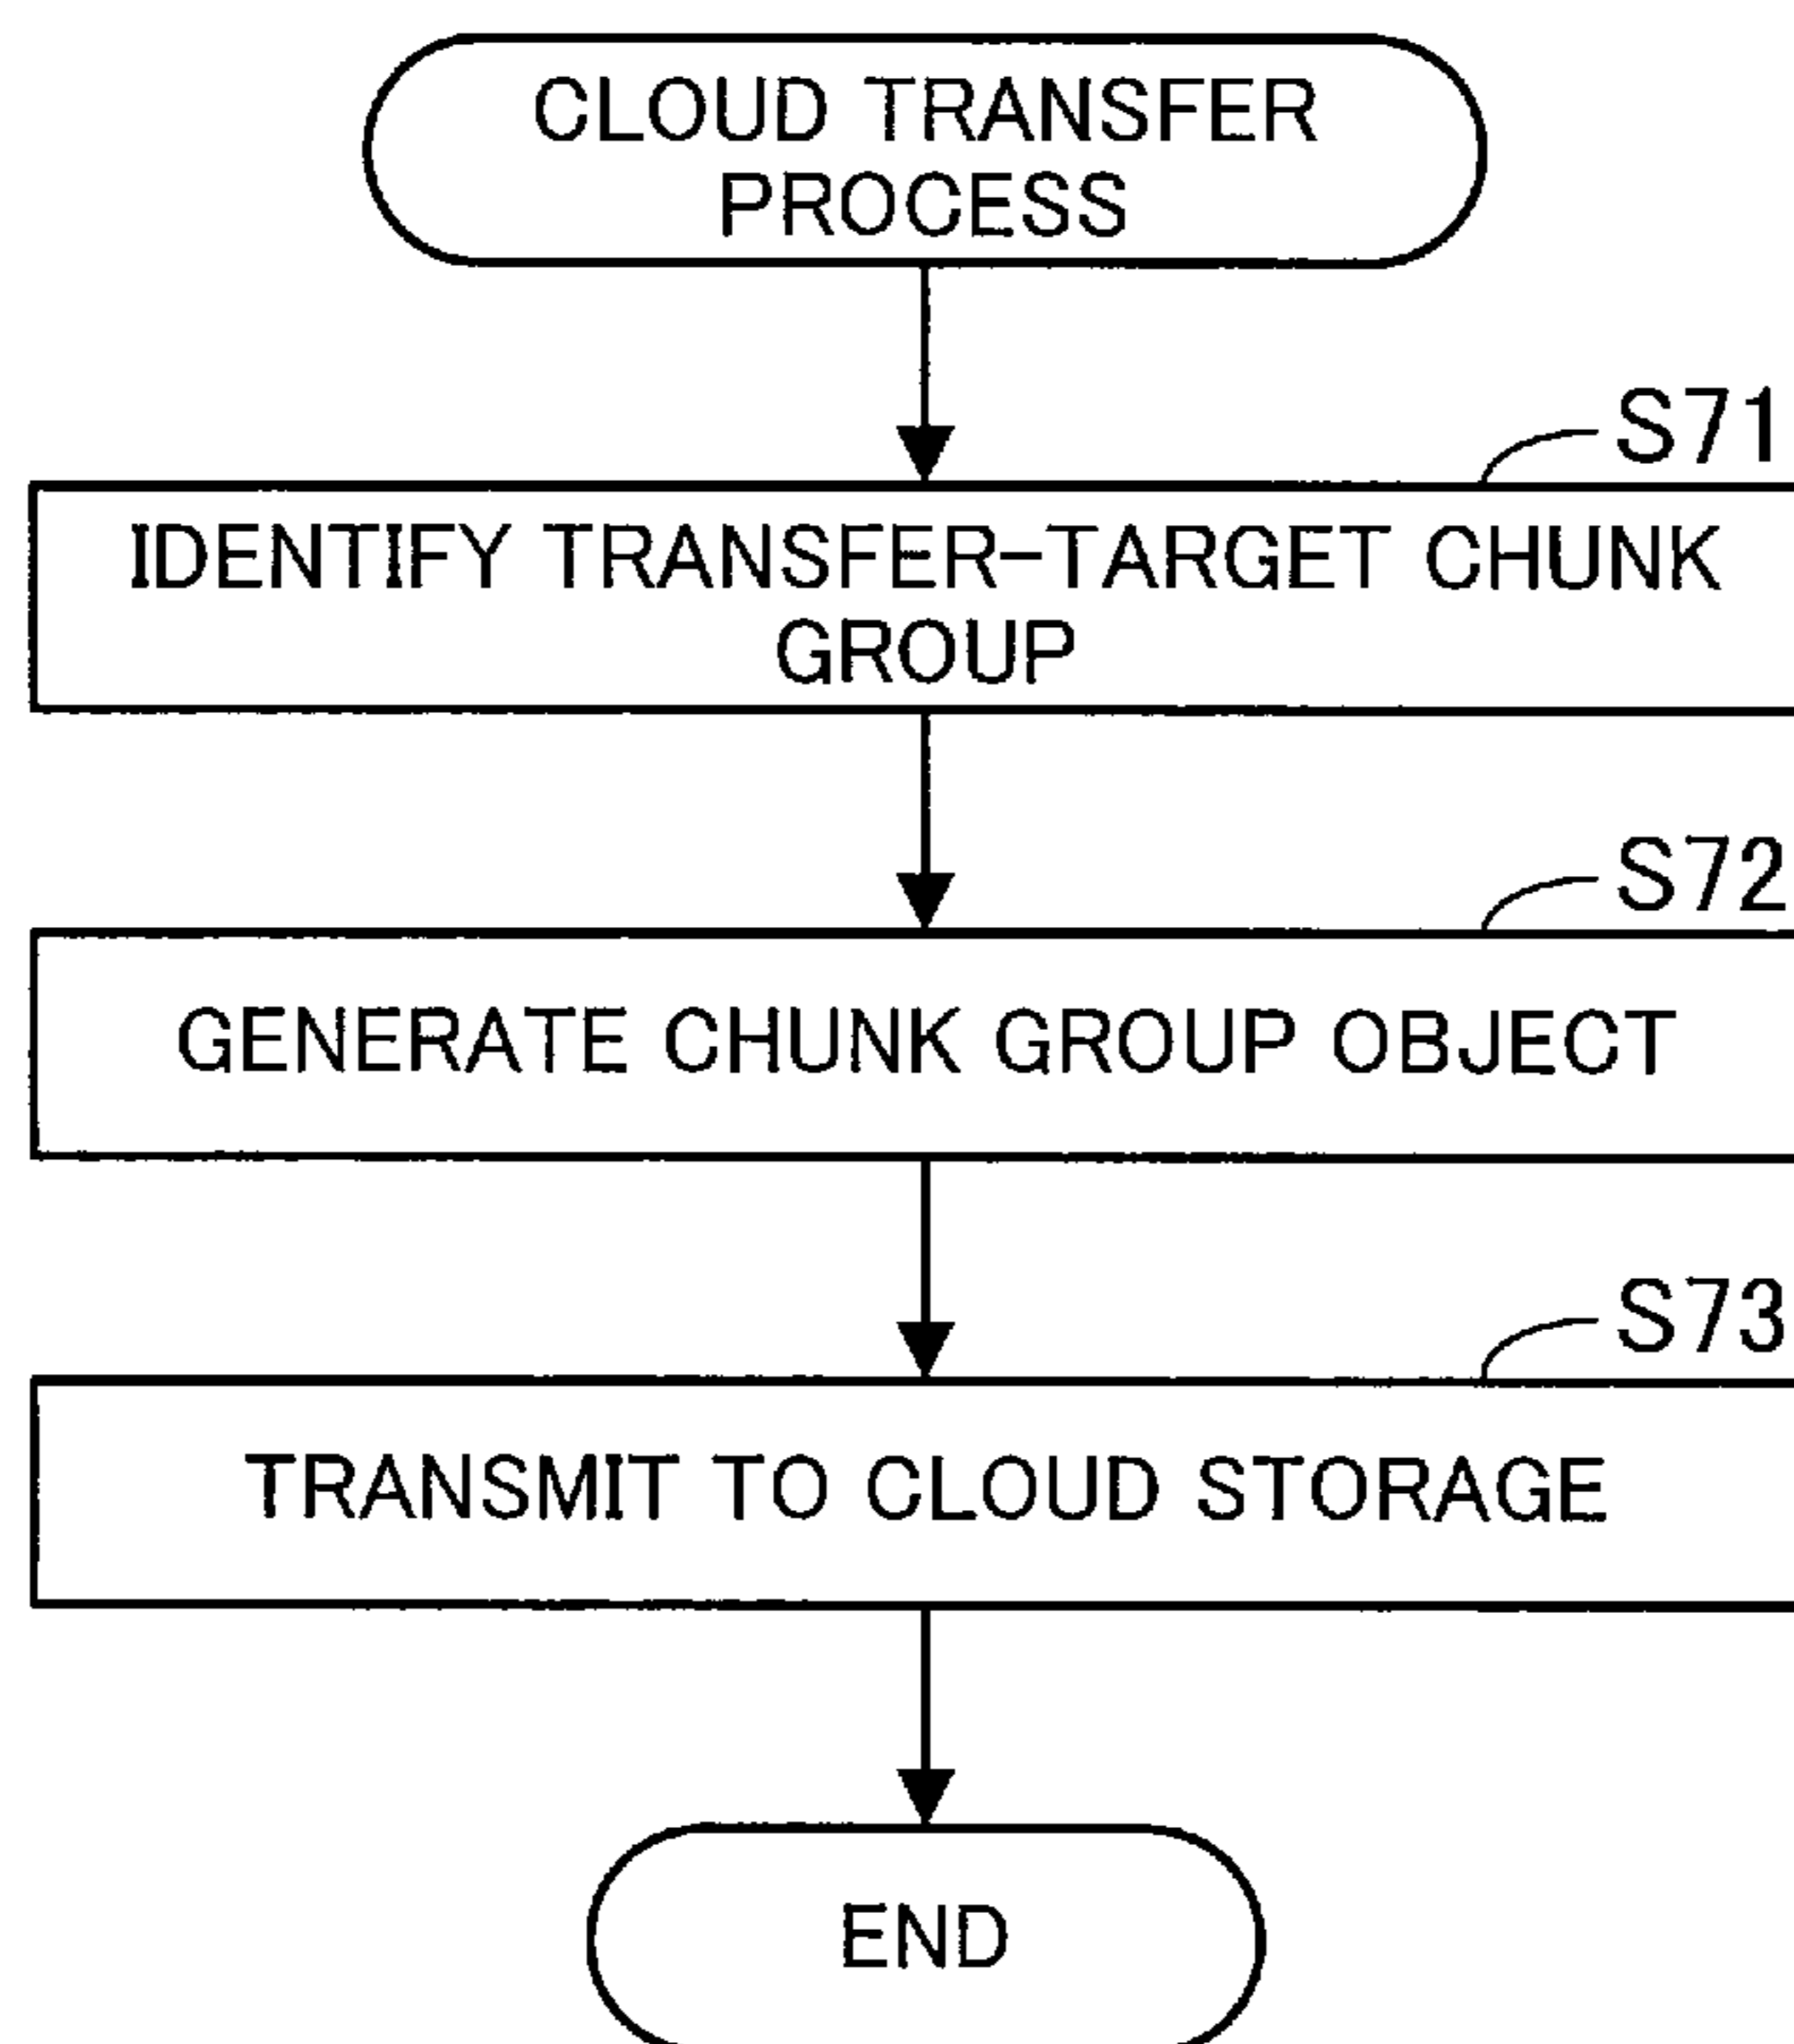 CLOUD TRANSFER
PROCESS
S71
IDENTIFY TRANSFER-TARGET CHUNK
GROUP
S72
GENERATE CHUNK GROUP OBJECT
S73
TRANSMIT TO CLOUD STORAGE
END